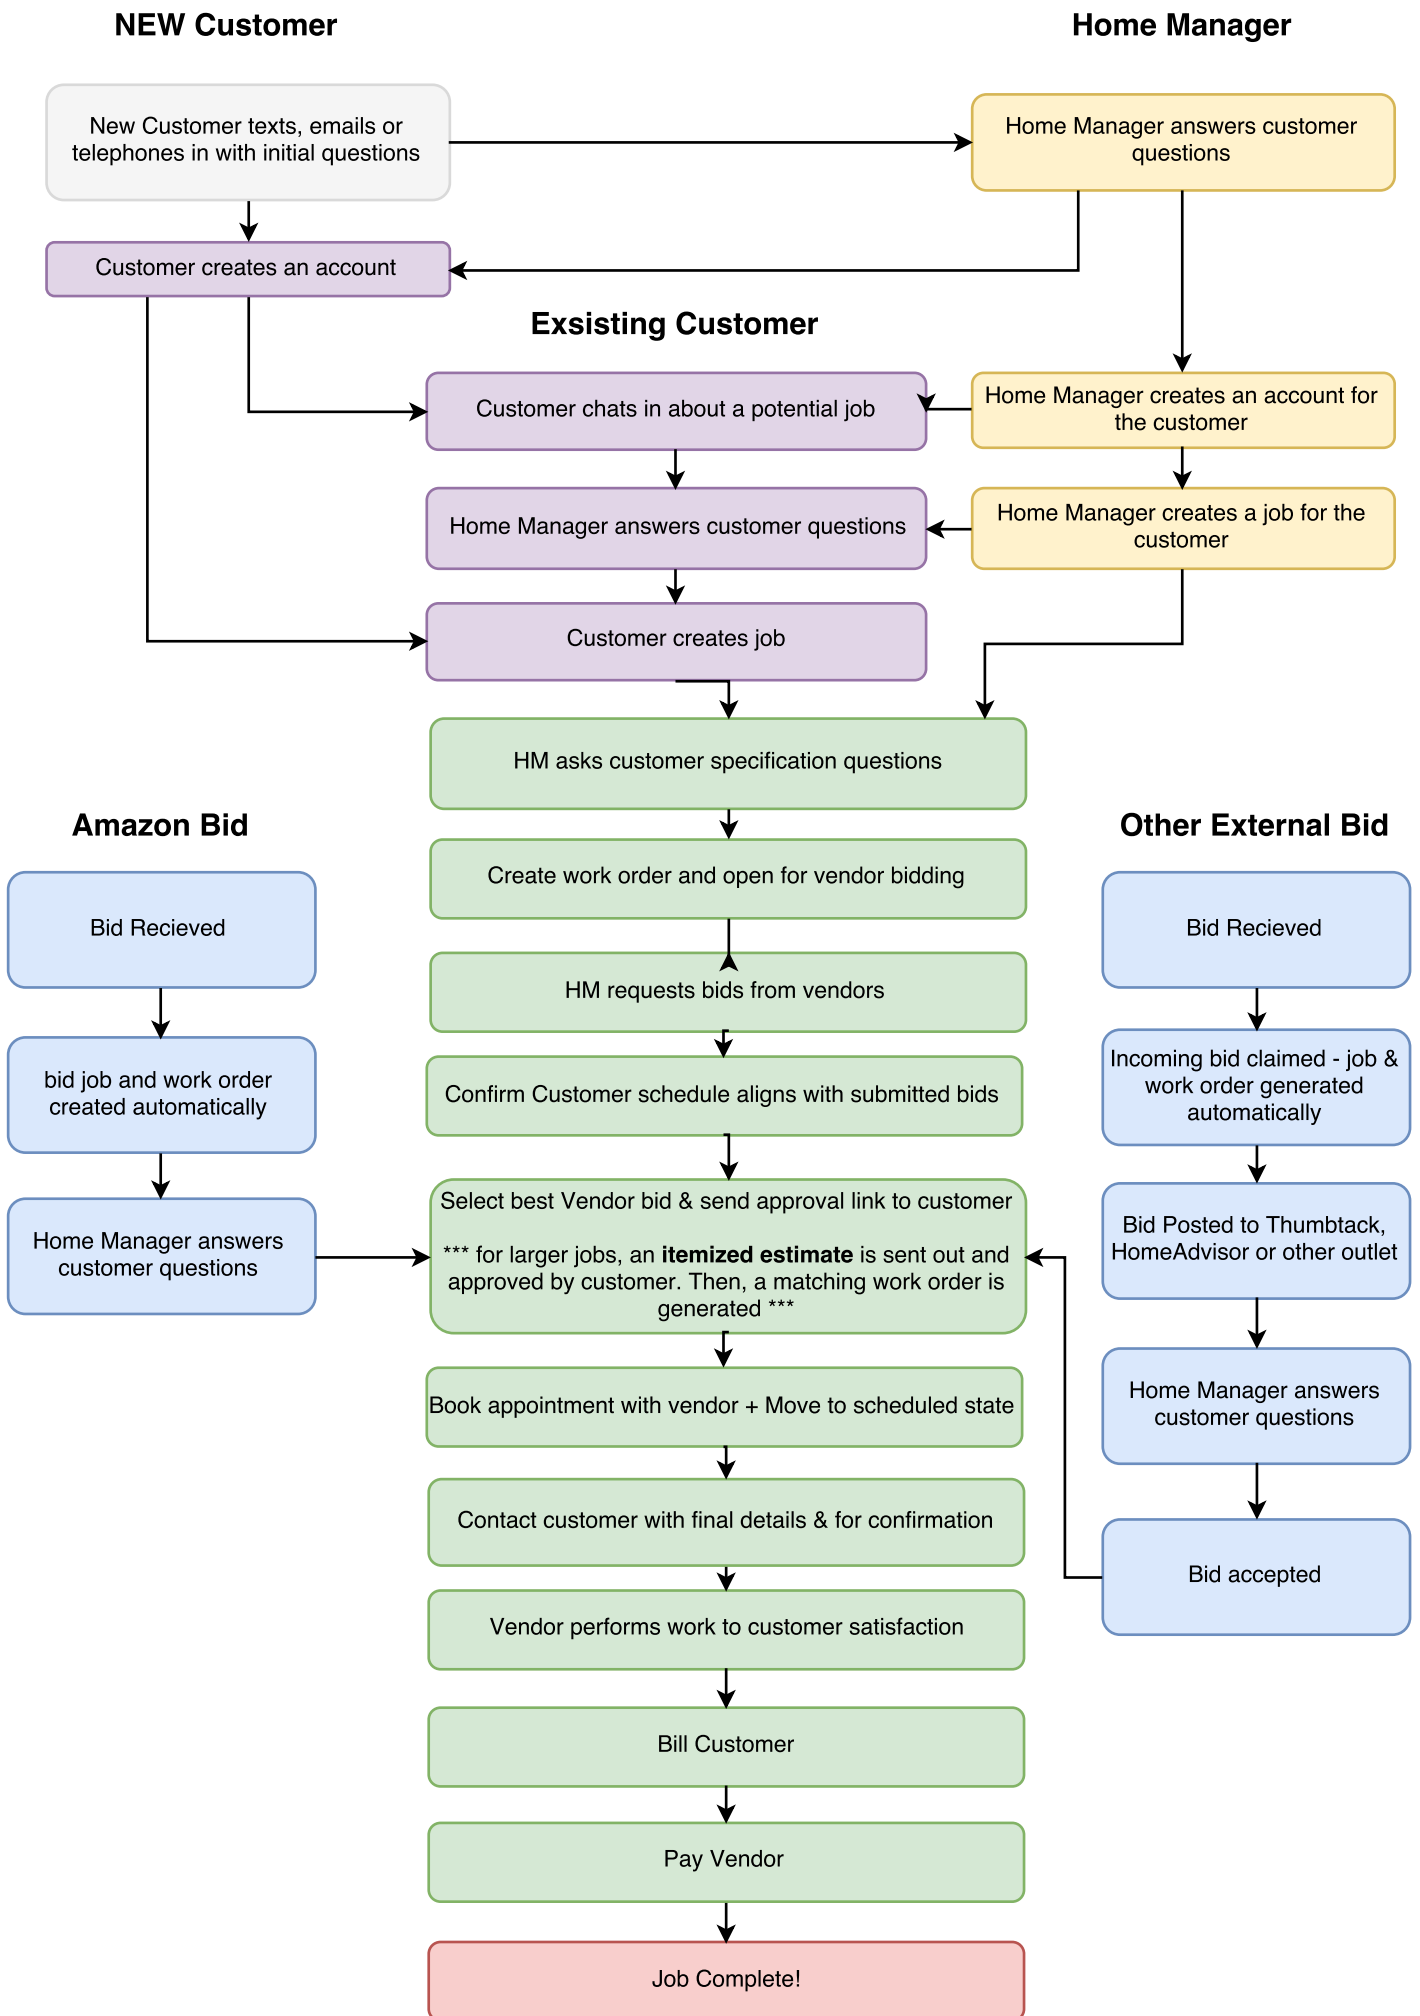 NEW Customer
Home Manager
New Customer texts, emails or
telephones in with initial questions
Home Manager answers customer
questions
Customer creates an account
Exsisting Customer
Customer chats in about a potential job
Home Manager creates an account for
the customer
Home Manager answers customer questions
Home Manager creates a job for the
customer
Customer creates job
HM asks customer specification questions
Amazon Bid
Other External Bid
Create work order and open for vendor bidding
Bid Recieved
Bid Recieved
HM requests bids from vendors
bid job and work order
created automatically
Incoming bid claimed - job &
work order generated
automatically
Confirm Customer schedule aligns with submitted bids
Select best Vendor bid & send approval link to customer
*** for larger jobs, an itemized estimate is sent out and
approved by customer. Then, a matching work order is
generated ***
Home Manager answers
customer questions
Bid Posted to Thumbtack,
HomeAdvisor or other outlet
Book appointment with vendor + Move to scheduled state
Home Manager answers
customer questions
Contact customer with final details & for confirmation
Bid accepted
Vendor performs work to customer satisfaction
Bill Customer
Pay Vendor
Job Complete!